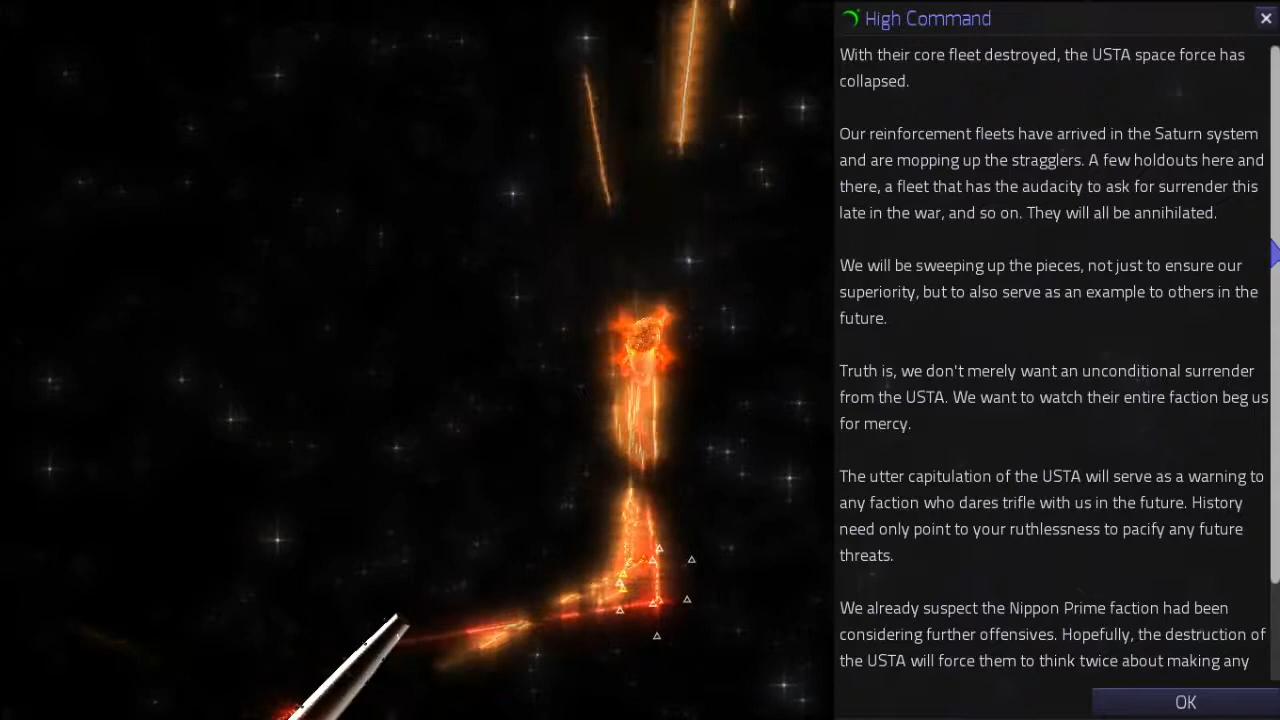 High Command
With their core fleet destroyed, the USTA space force has
collapsed.
Our reinforcement fleets have arrived in the Saturn system
and are mopping up the stragglers. A few holdouts here and
there, a fleet that has the audacity to ask for surrender this
late in the war, and so on. They will all be annihilated.
We will be sweeping up the pieces, not just to ensure our
superiority, but to also serve as an example to others in the
future.
Truth is, we don't merely want an unconditional surrender
from the USTA. We want to watch their entire faction beg us
for mercy.
The utter capitulation of the USTA will serve as a warning to
any faction who dares trifle with us in the future. History
need only point to your ruthlessness to pacify any future
threats.
We already suspect the Nippon Prime faction had been
considering further offensives. Hopefully, the destruction of
the USTA will force them to think twice about making any
OK